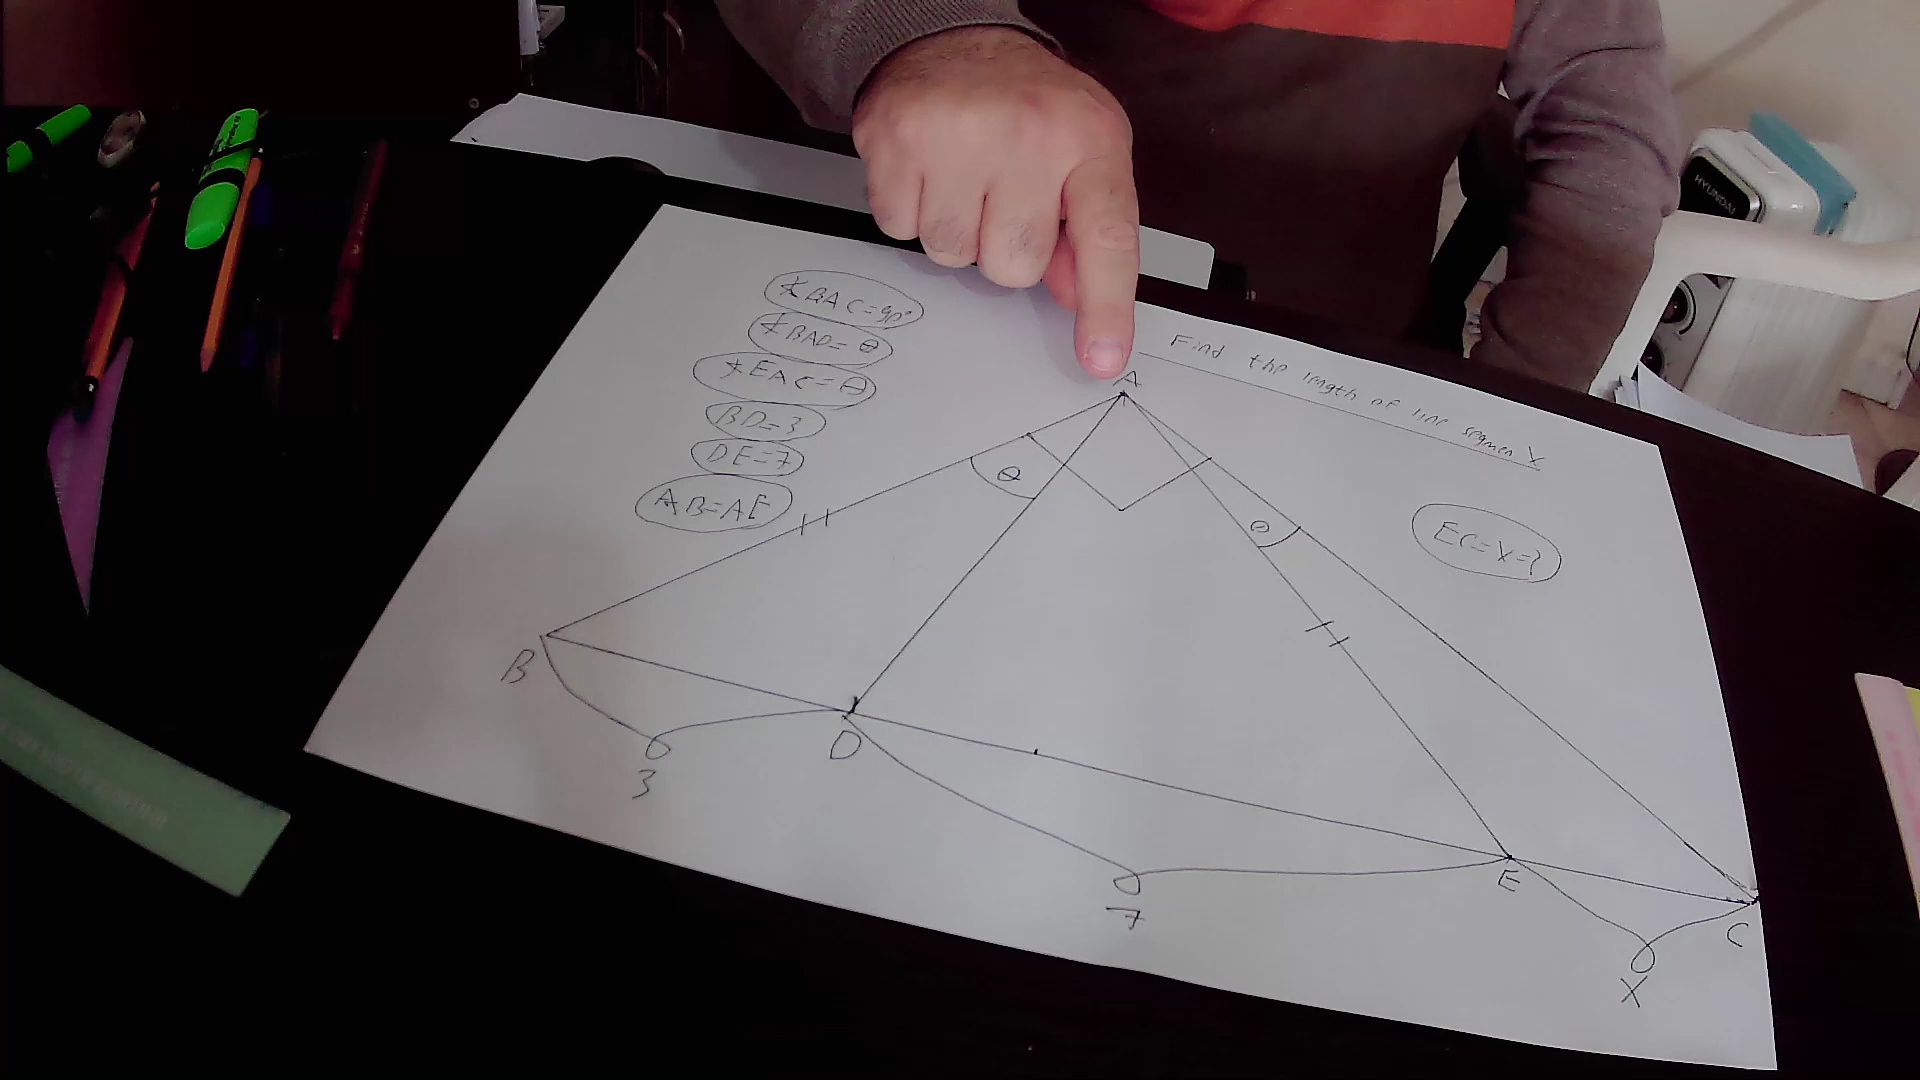 ∢BAC=90°
∢BAD=θ
∢EAC=θ
BD=3
DE=7
AB=AE
Find the length of line segmen X
EC=X=?
A
θ
θ
B
D
3
7
E
C
X
HYUNDAI